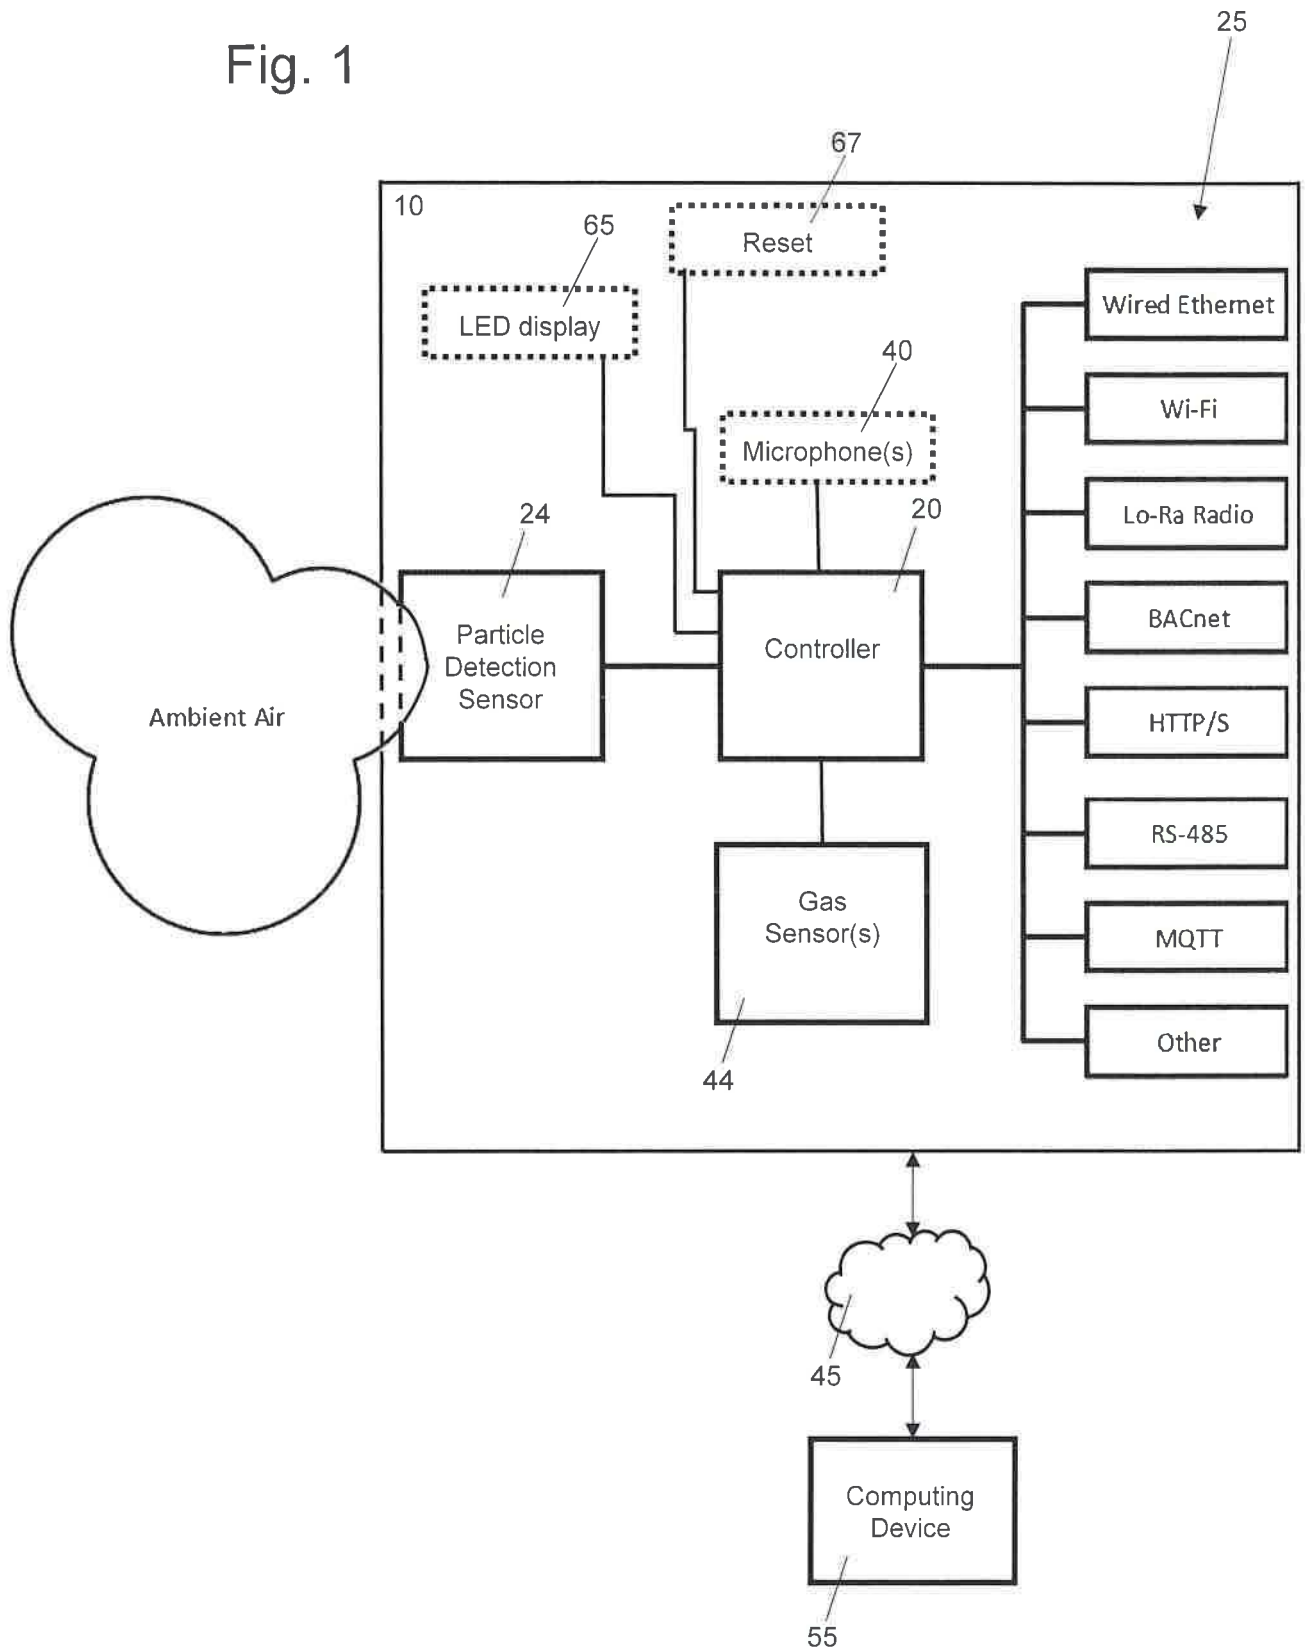 Fig. 1
25
67
10
65
Reset
LED display
Wired Ethernet
40
Wi-Fi
Microphone(s)
24
20
Lo-Ra Radio
Particle
Detection
Sensor
Controller
BACnet
Ambient Air
HTTP/S
RS-485
Gas
Sensor(s)
MQTT
Other
44
45
Computing
Device
55